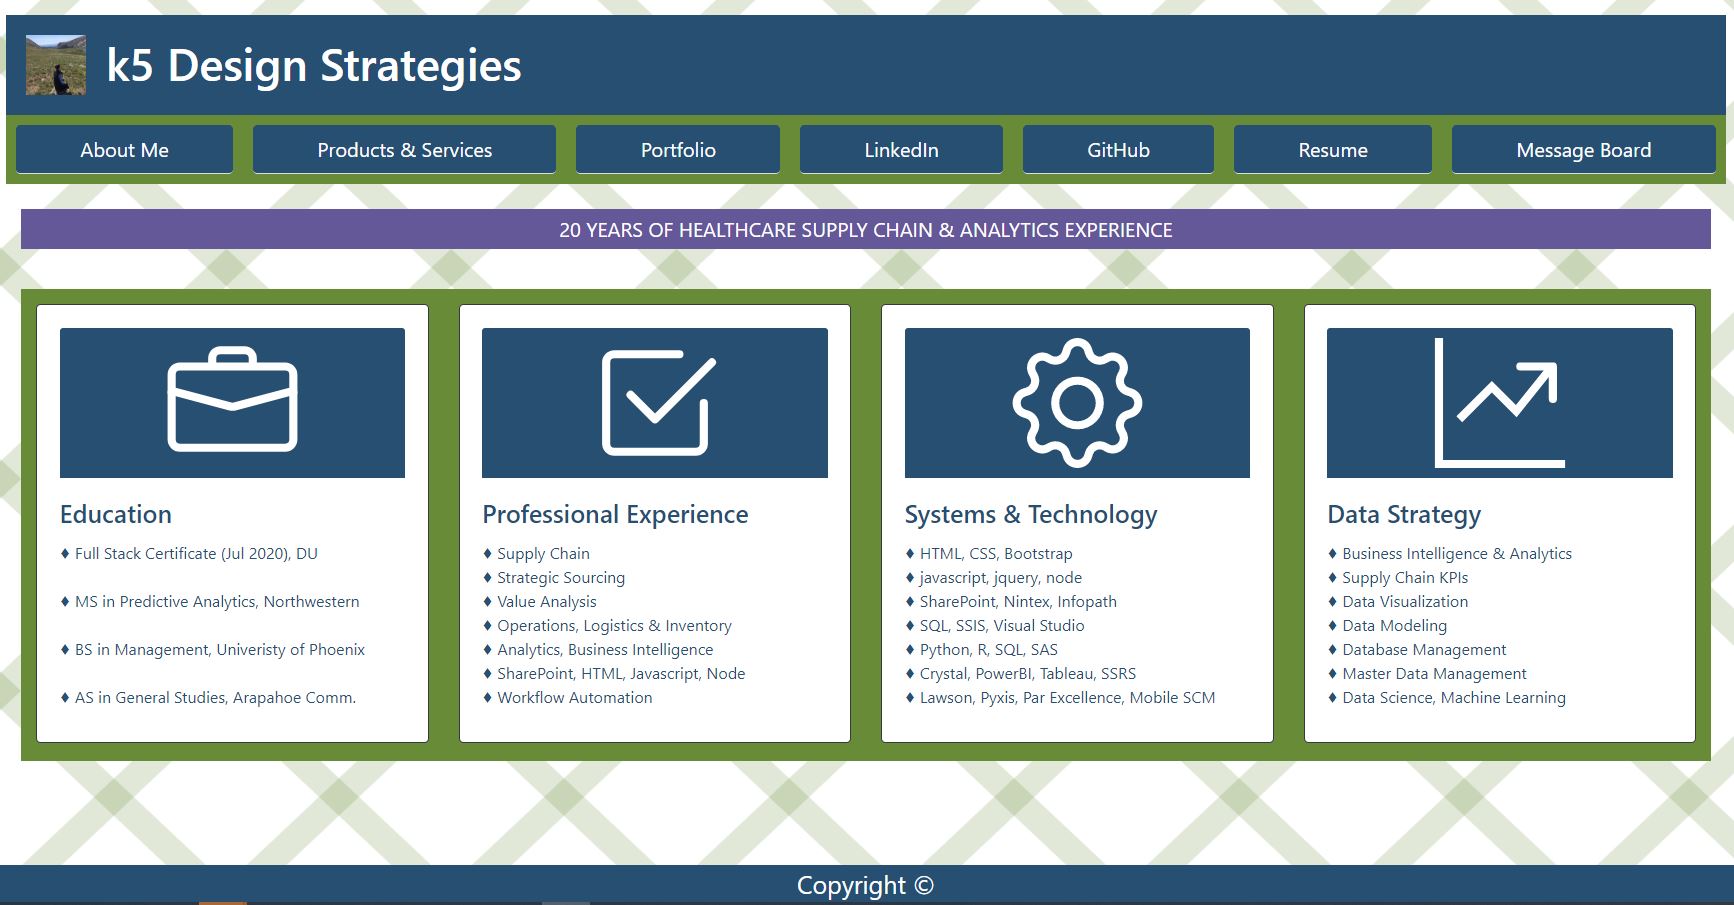 k5 Design Strategies
About Me
Products & Services
Portfolio
LinkedIn
GitHub
Resume
Message Board
20 YEARS OF HEALTHCARE SUPPLY CHAIN & ANALYTICS EXPERIENCE
Education
♦ Full Stack Certificate (Jul 2020), DU
♦ MS in Predictive Analytics, Northwestern
♦ BS in Management, Univeristy of Phoenix
♦ AS in General Studies, Arapahoe Comm.
Professional Experience
♦ Supply Chain
♦ Strategic Sourcing
♦ Value Analysis
♦ Operations, Logistics & Inventory
♦ Analytics, Business Intelligence
♦ SharePoint, HTML, Javascript, Node
♦ Workflow Automation
Systems & Technology
♦ HTML, CSS, Bootstrap
♦ javascript, jquery, node
♦ SharePoint, Nintex, Infopath
♦ SQL, SSIS, Visual Studio
♦ Python, R, SQL, SAS
♦ Crystal, PowerBI, Tableau, SSRS
♦ Lawson, Pyxis, Par Excellence, Mobile SCM
Data Strategy
♦ Business Intelligence & Analytics
♦ Supply Chain KPIs
♦ Data Visualization
♦ Data Modeling
♦ Database Management
♦ Master Data Management
♦ Data Science, Machine Learning
Copyright ©